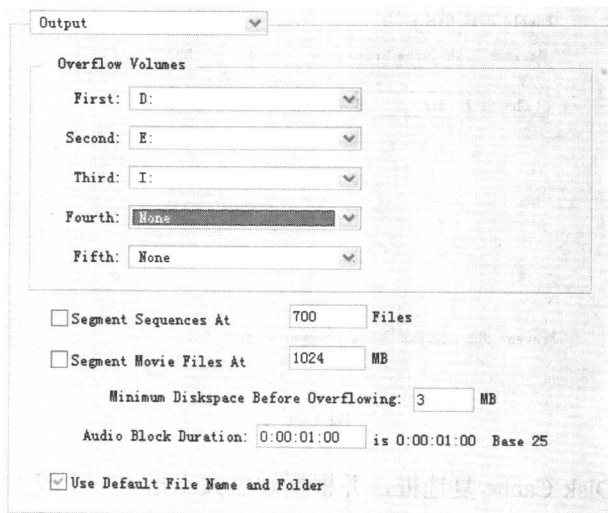 Output
Overflow Volumes
First: D:
Second: E:
Third: I:
Fourth: None
Fifth: None
Segment Sequences At 700 Files
Segment Movie Files At 1024 MB
Minimum Diskspace Before Overflowing: 3 MB
Audio Block Duration: 0:00:01:00 is 0:00:01:00 Base 25
Use Default File Name and Folder